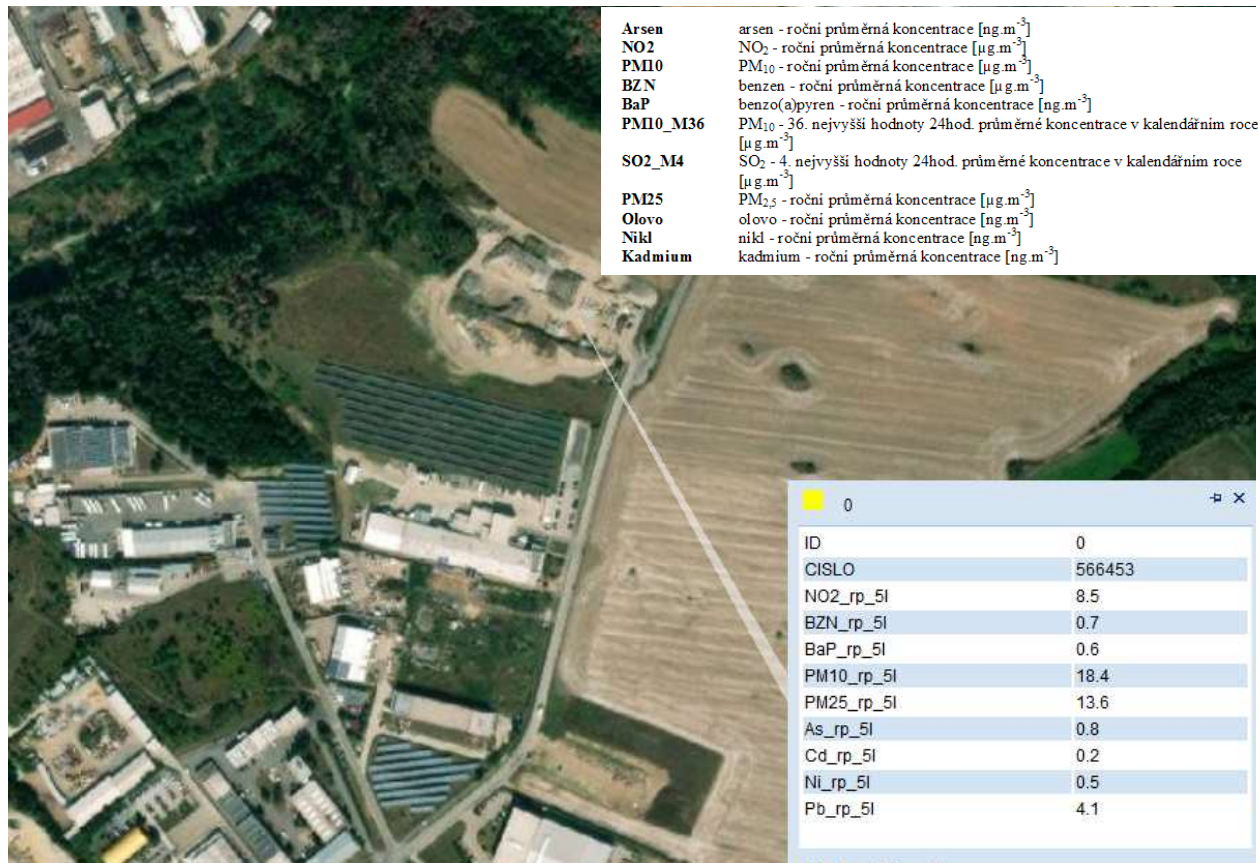 Arsen arsen - roční průměrná koncentrace [ng.m-3]
NO2 NO2 - roční průměrná koncentrace [µg.m-3]
PM10 PM10 - roční průměrná koncentrace [µg.m-3]
BZN benzen - roční průměrná koncentrace [µg.m-3]
BaP benzo(a)pyren - roční průměrná koncentrace [ng.m-3]
PM10_M36 PM10 - 36. nejvyšší hodnoty 24hod. průměrné koncentrace v kalendářním roce
[µg.m-3]
SO2_M4 SO2 - 4. nejvyšší hodnoty 24hod. průměrné koncentrace v kalendářním roce
[µg.m-3]
PM25 PM2,5 - roční průměrná koncentrace [µg.m-3]
Olovo olovo - roční průměrná koncentrace [ng.m-3]
Nikl nikl - roční průměrná koncentrace [ng.m-3]
Kadmium kadmium - roční průměrná koncentrace [ng.m-3]
0
ID 0
CISLO 566453
NO2_rp_5l 8.5
BZN_rp_5l 0.7
BaP_rp_5l 0.6
PM10_rp_5l 18.4
PM25_rp_5l 13.6
As_rp_5l 0.8
Cd_rp_5l 0.2
Ni_rp_5l 0.5
Pb_rp_5l 4.1